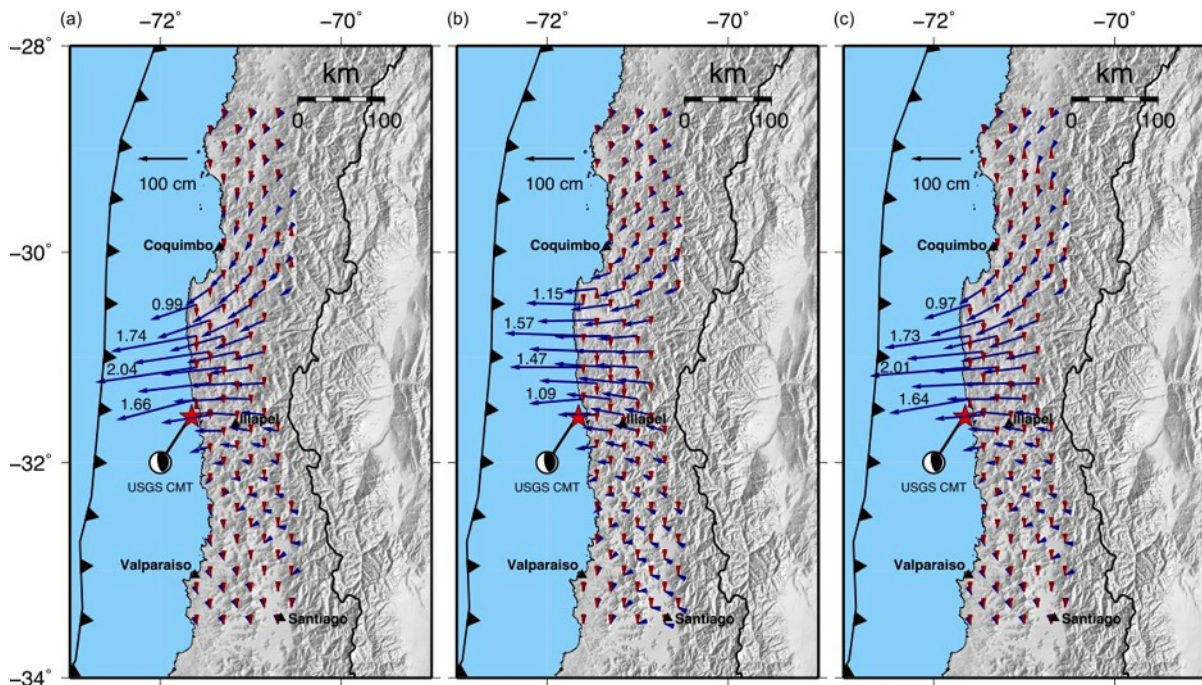 (a) −72° −70° (b) −72° −70° (c) −72° −70°
−28°
km km km
0 100 0 100 0 100
100 cm 100 cm 100 cm
Coquimbo Coquimbo Coquimbo
−30°
0.99 1.15 0.97
1.74 1.57 1.73
2.04 1.47 2.01
1.66 1.09 1.64
Illapel Illapel Illapel
−32°
USGS CMT USGS CMT USGS CMT
Valparaiso Valparaiso Valparaiso
Santiago Santiago Santiago
−34°